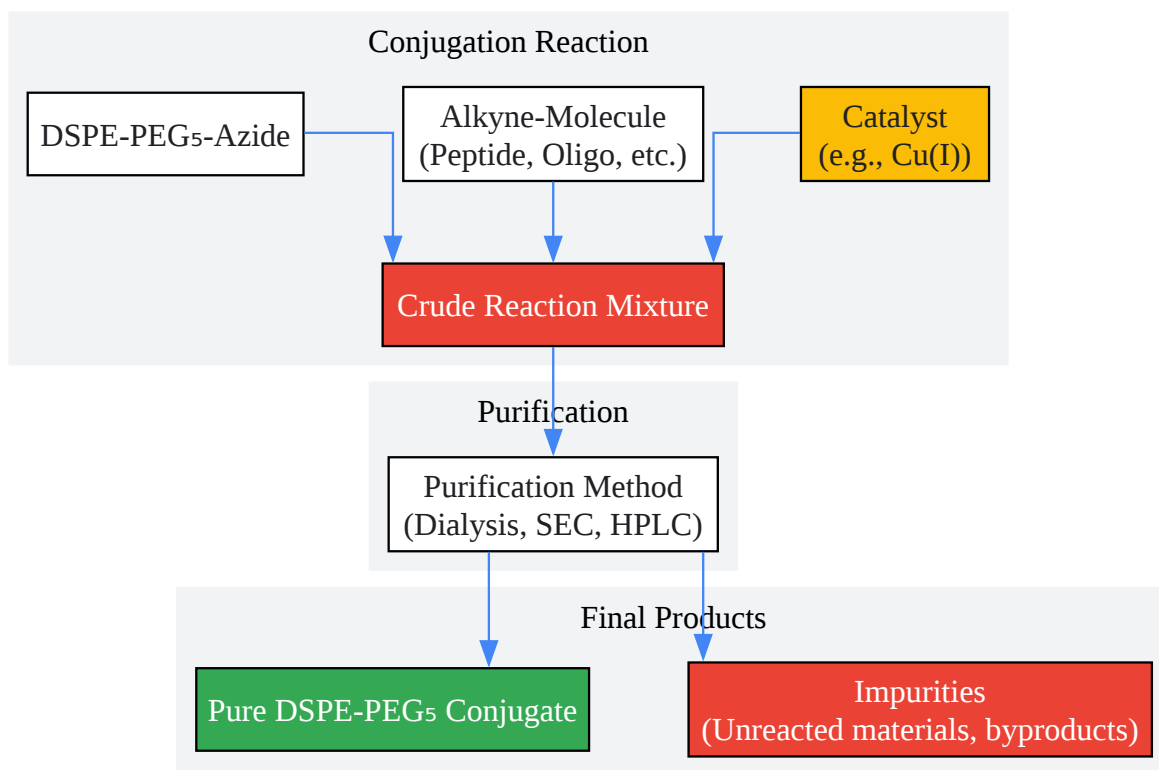 Conjugation Reaction
DSPE-PEG₅-Azide
Alkyne-Molecule
(Peptide, Oligo, etc.)
Catalyst
(e.g., Cu(I))
Crude Reaction Mixture
Purification
Purification Method
(Dialysis, SEC, HPLC)
Final Products
Pure DSPE-PEG₅ Conjugate
Impurities
(Unreacted materials, byproducts)